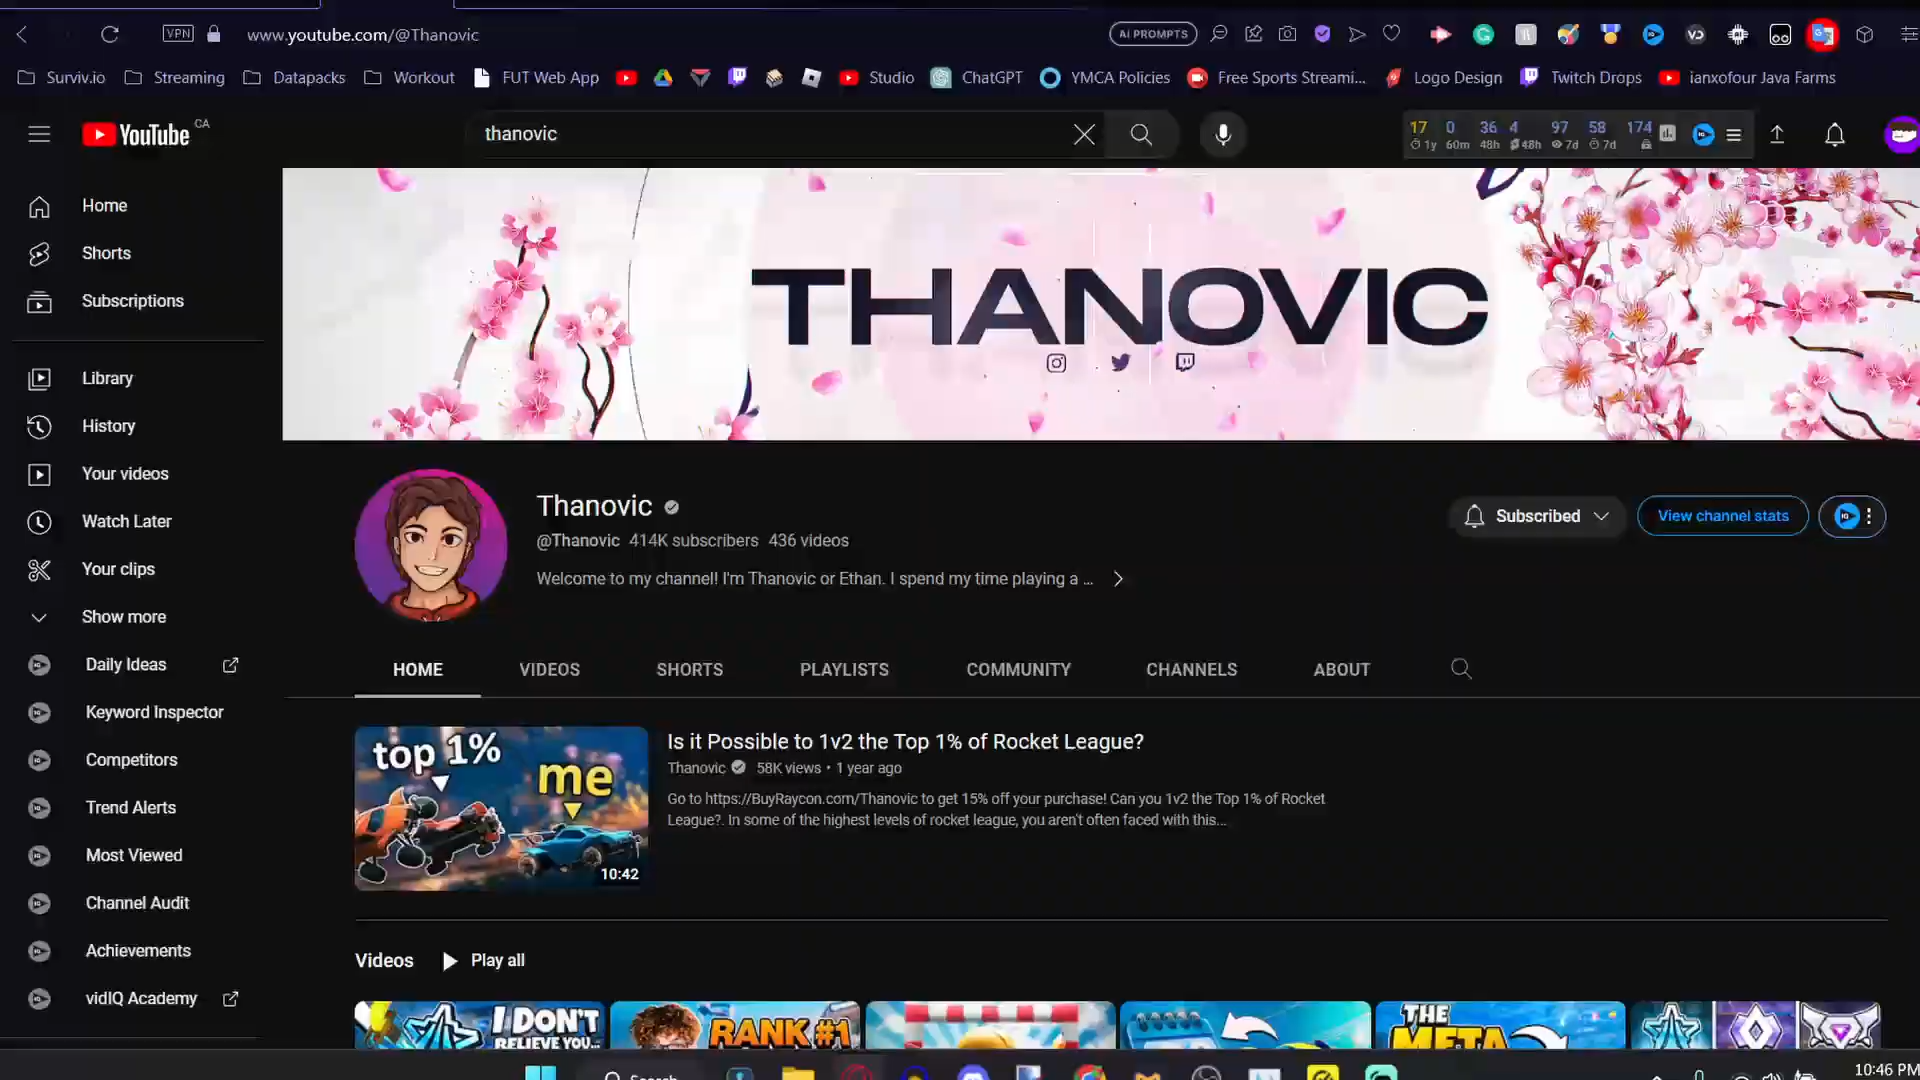 VPN
www.youtube.com/@Thanovic
AI PROMPTS
Surviv.io
Streaming
Datapacks
Workout
FUT Web App
Studio
ChatGPT
YMCA Policies
Free Sports Streami...
Logo Design
Twitch Drops
ianxofour Java Farms
YouTube
CA
thanovic
17 0 36 4 97 58 174
1y 60m 48h 48h 7d 7d
Home
Shorts
Subscriptions
Library
History
Your videos
Watch Later
Your clips
Show more
Daily Ideas
Keyword Inspector
Competitors
Trend Alerts
Most Viewed
Channel Audit
Achievements
vidIQ Academy
THANOVIC
Thanovic
@Thanovic 414K subscribers 436 videos
Welcome to my channel! I'm Thanovic or Ethan. I spend my time playing a ...
Subscribed
View channel stats
HOME
VIDEOS
SHORTS
PLAYLISTS
COMMUNITY
CHANNELS
ABOUT
top 1%
me
10:42
Is it Possible to 1v2 the Top 1% of Rocket League?
Thanovic 58K views • 1 year ago
Go to https://BuyRaycon.com/Thanovic to get 15% off your purchase! Can you 1v2 the Top 1% of Rocket
League?. In some of the highest levels of rocket league, you aren't often faced with this...
Videos
Play all
I DON'T
BELIEVE YOU...
RANK #1
THE
META
Search
10:46 PM